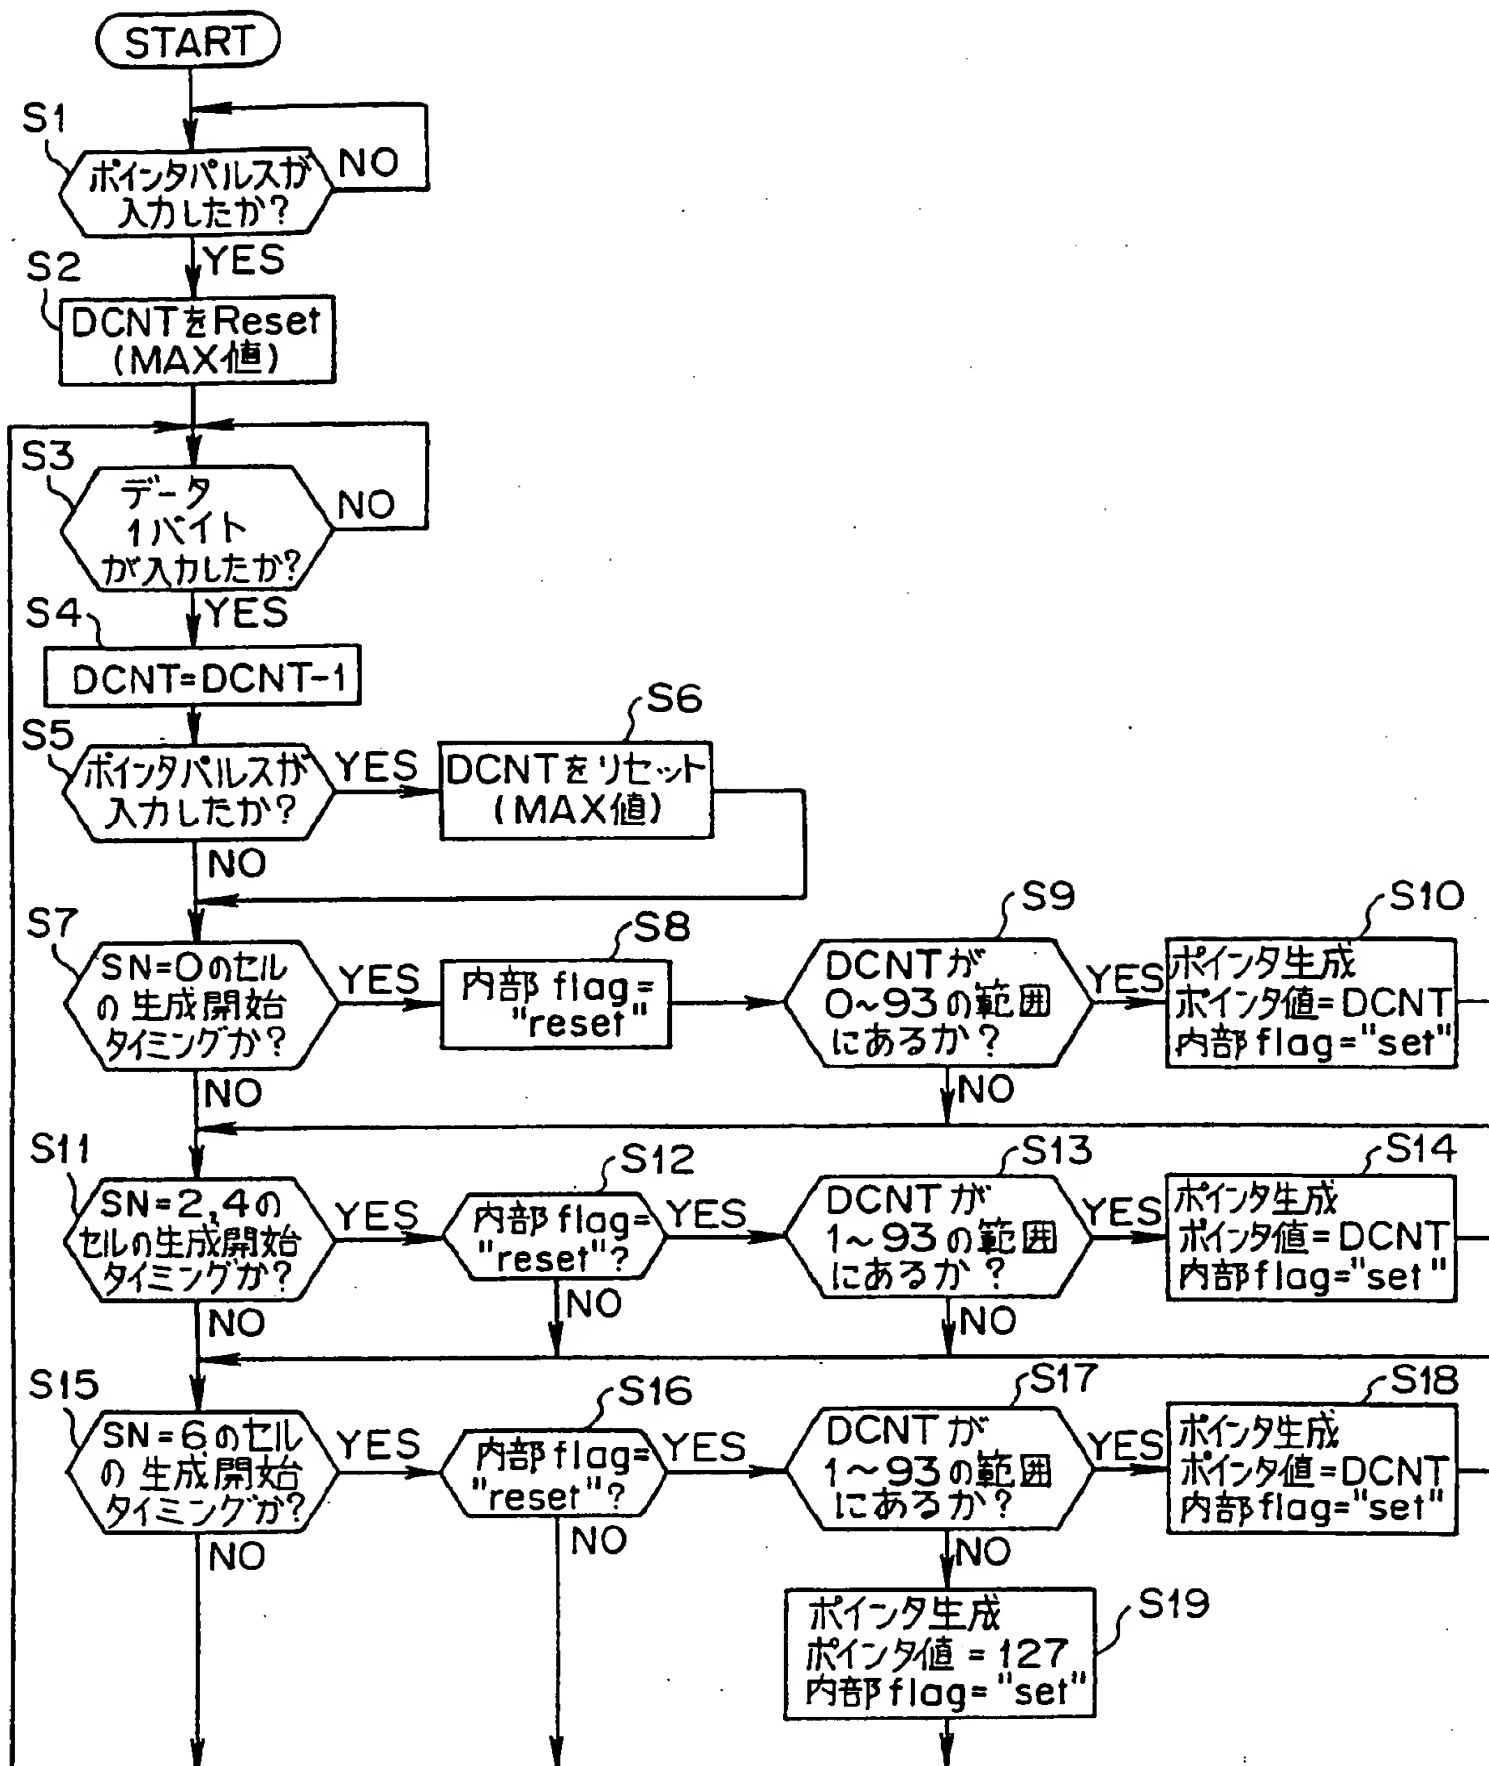 START
S1
ポインタパルスが
入力したか?
NO
YES
S2
DCNTをReset
(MAX値)
S3
データ
1バイト
が入力したか?
NO
YES
S4
DCNT=DCNT-1
S5
ポインタパルスが
入力したか?
YES
NO
S6
DCNTをリセット
(MAX値)
S7
SN=0のセル
の生成開始
タイミングか?
YES
NO
S8
内部flag=
"reset"
S9
DCNTが
0~93の範囲
にあるか?
YES
NO
S10
ポインタ生成
ポインタ値=DCNT
内部flag="set"
S11
SN=2,4の
セルの生成開始
タイミングか?
YES
NO
S12
内部flag=
"reset"?
YES
NO
S13
DCNTが
1~93の範囲
にあるか?
YES
NO
S14
ポインタ生成
ポインタ値=DCNT
内部flag="set"
S15
SN=6のセル
の生成開始
タイミングか?
YES
NO
S16
内部flag=
"reset"?
YES
NO
S17
DCNTが
1~93の範囲
にあるか?
YES
NO
S18
ポインタ生成
ポインタ値=DCNT
内部flag="set"
S19
ポインタ生成
ポインタ値=127
内部flag="set"